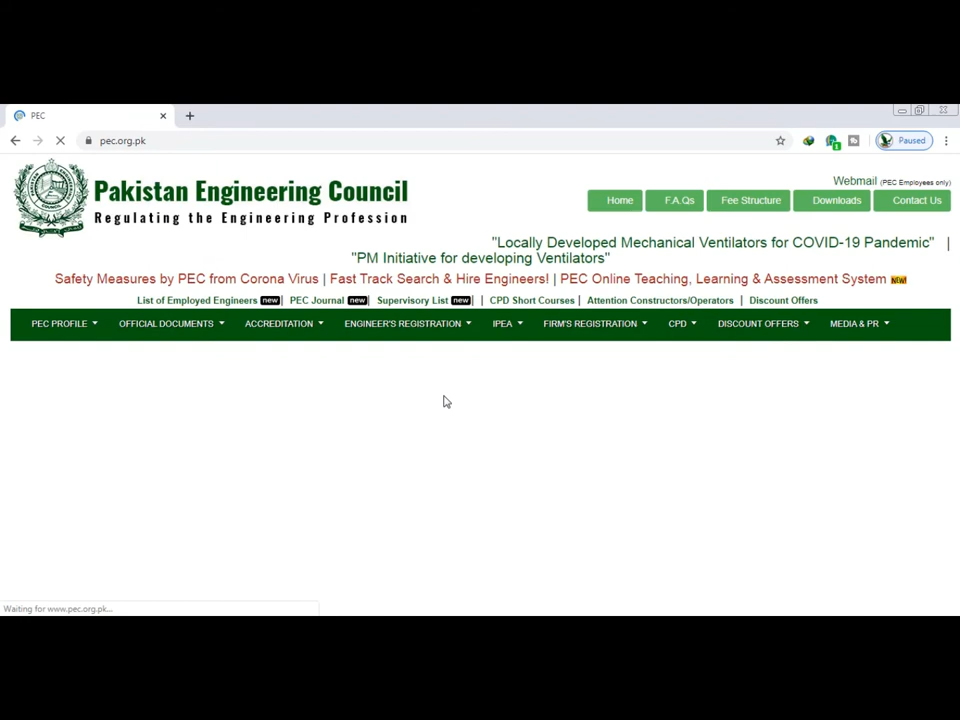 PEC
pec.org.pk
Paused
Pakistan Engineering Council
Regulating the Engineering Profession
Webmail (PEC Employees only)
Home F.A.Qs Fee Structure Downloads Contact Us
"Locally Developed Mechanical Ventilators for COVID-19 Pandemic" |
"PM Initiative for developing Ventilators"
Safety Measures by PEC from Corona Virus | Fast Track Search & Hire Engineers! | PEC Online Teaching, Learning & Assessment System NEW!
List of Employed Engineers new | PEC Journal new | Supervisory List new | | CPD Short Courses | Attention Constructors/Operators | Discount Offers
PEC PROFILE OFFICIAL DOCUMENTS ACCREDITATION ENGINEER'S REGISTRATION IPEA FIRM'S REGISTRATION CPD DISCOUNT OFFERS MEDIA & PR
Waiting for www.pec.org.pk...